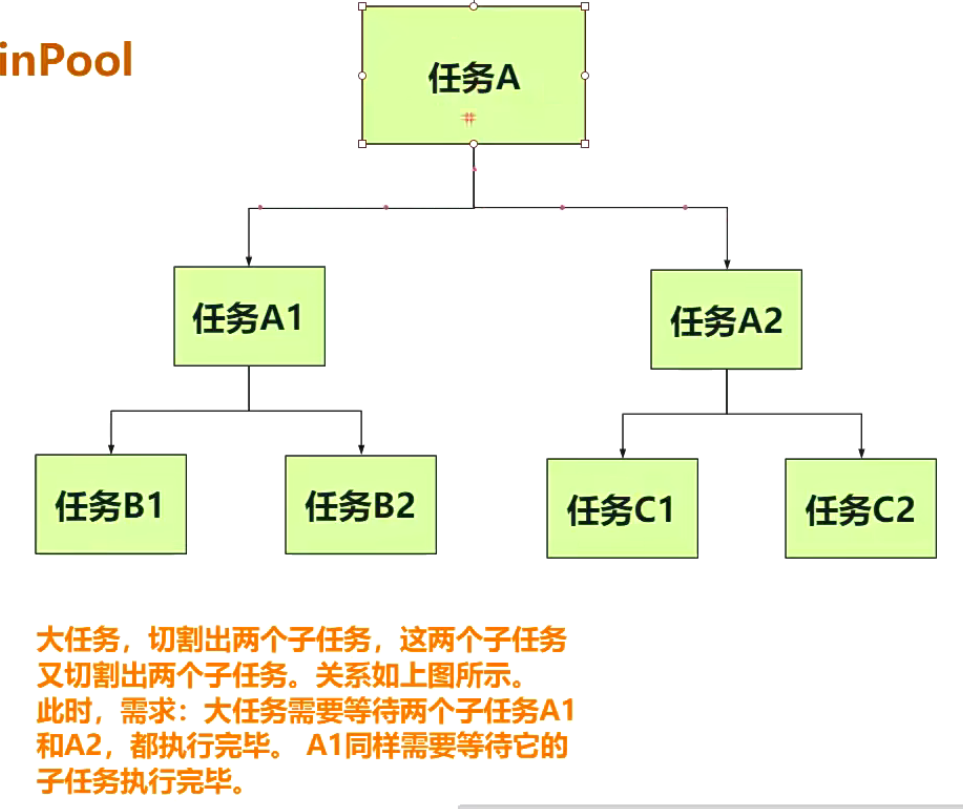 inPool
任务A
任务A1
任务A2
任务B1
任务B2
任务C1
任务C2
大任务，切割出两个子任务，这两个子任务
又切割出两个子任务。关系如上图所示。
此时，需求：大任务需要等待两个子任务A1
和A2，都执行完毕。 A1同样需要等待它的
子任务执行完毕。